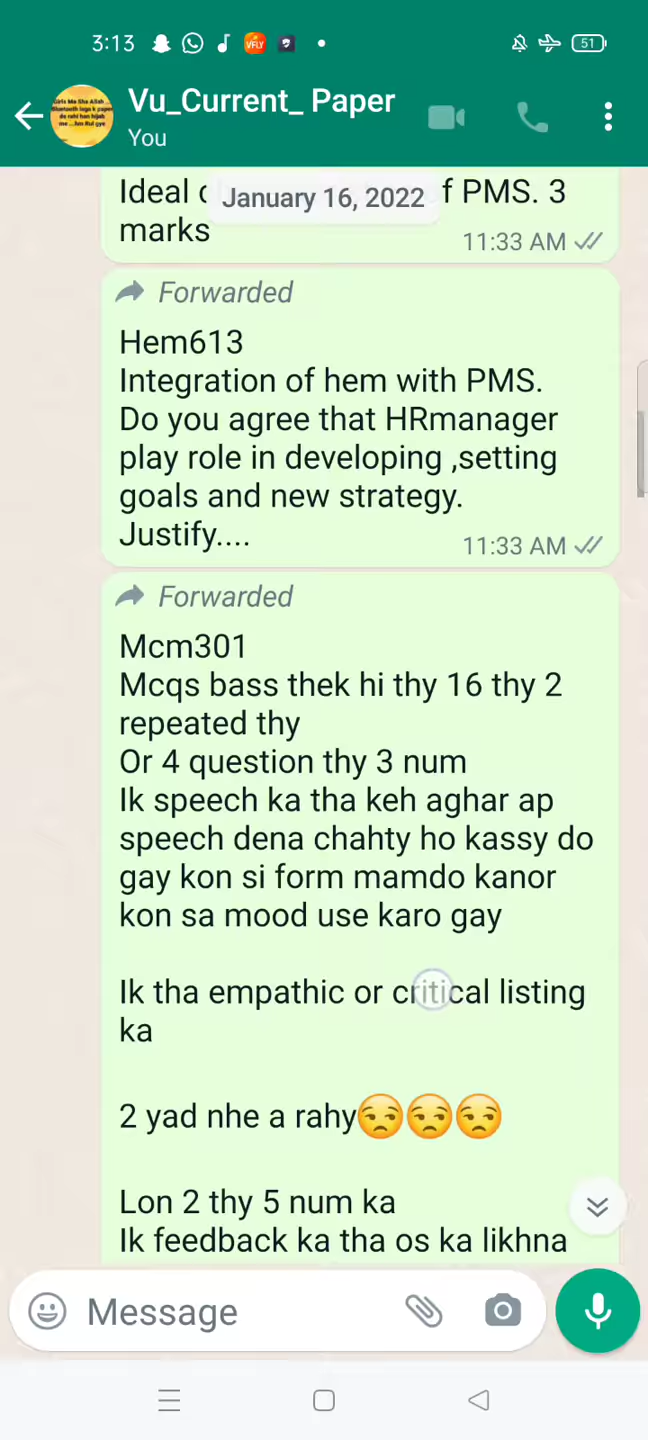 3:13
VFLY
51
Vu_Current_ Paper
You
January 16, 2022
Ideal f PMS. 3
marks
11:33 AM
Forwarded
Hem613
Integration of hem with PMS.
Do you agree that HRmanager
play role in developing ,setting
goals and new strategy.
Justify....
11:33 AM
Forwarded
Mcm301
Mcqs bass thek hi thy 16 thy 2
repeated thy
Or 4 question thy 3 num
Ik speech ka tha keh aghar ap
speech dena chahty ho kassy do
gay kon si form mamdo kanor
kon sa mood use karo gay
Ik tha empathic or critical listing
ka
2 yad nhe a rahy😒😒😒
Lon 2 thy 5 num ka
Ik feedback ka tha os ka likhna
Message